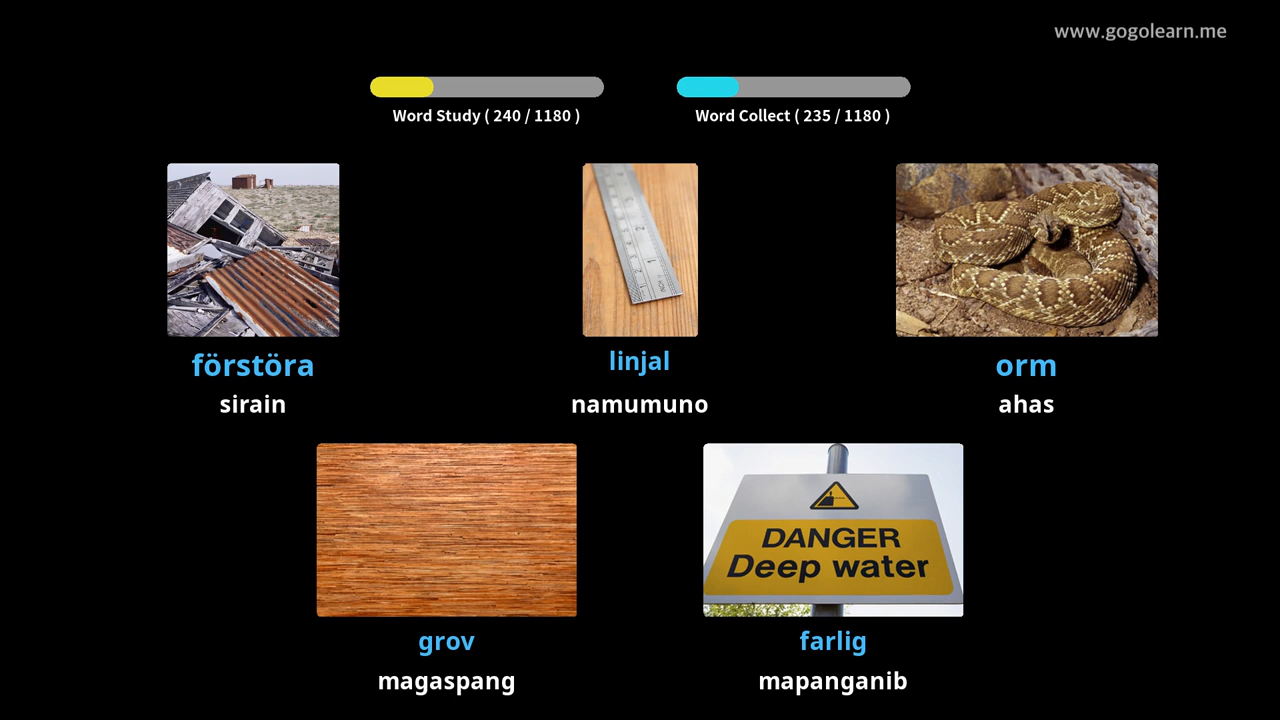 www.gogolearn.me
Word Study ( 240 / 1180 )
Word Collect ( 235 / 1180 )
förstöra
linjal
orm
sirain
namumuno
ahas
DANGER
Deep water
grov
farlig
magaspang
mapanganib